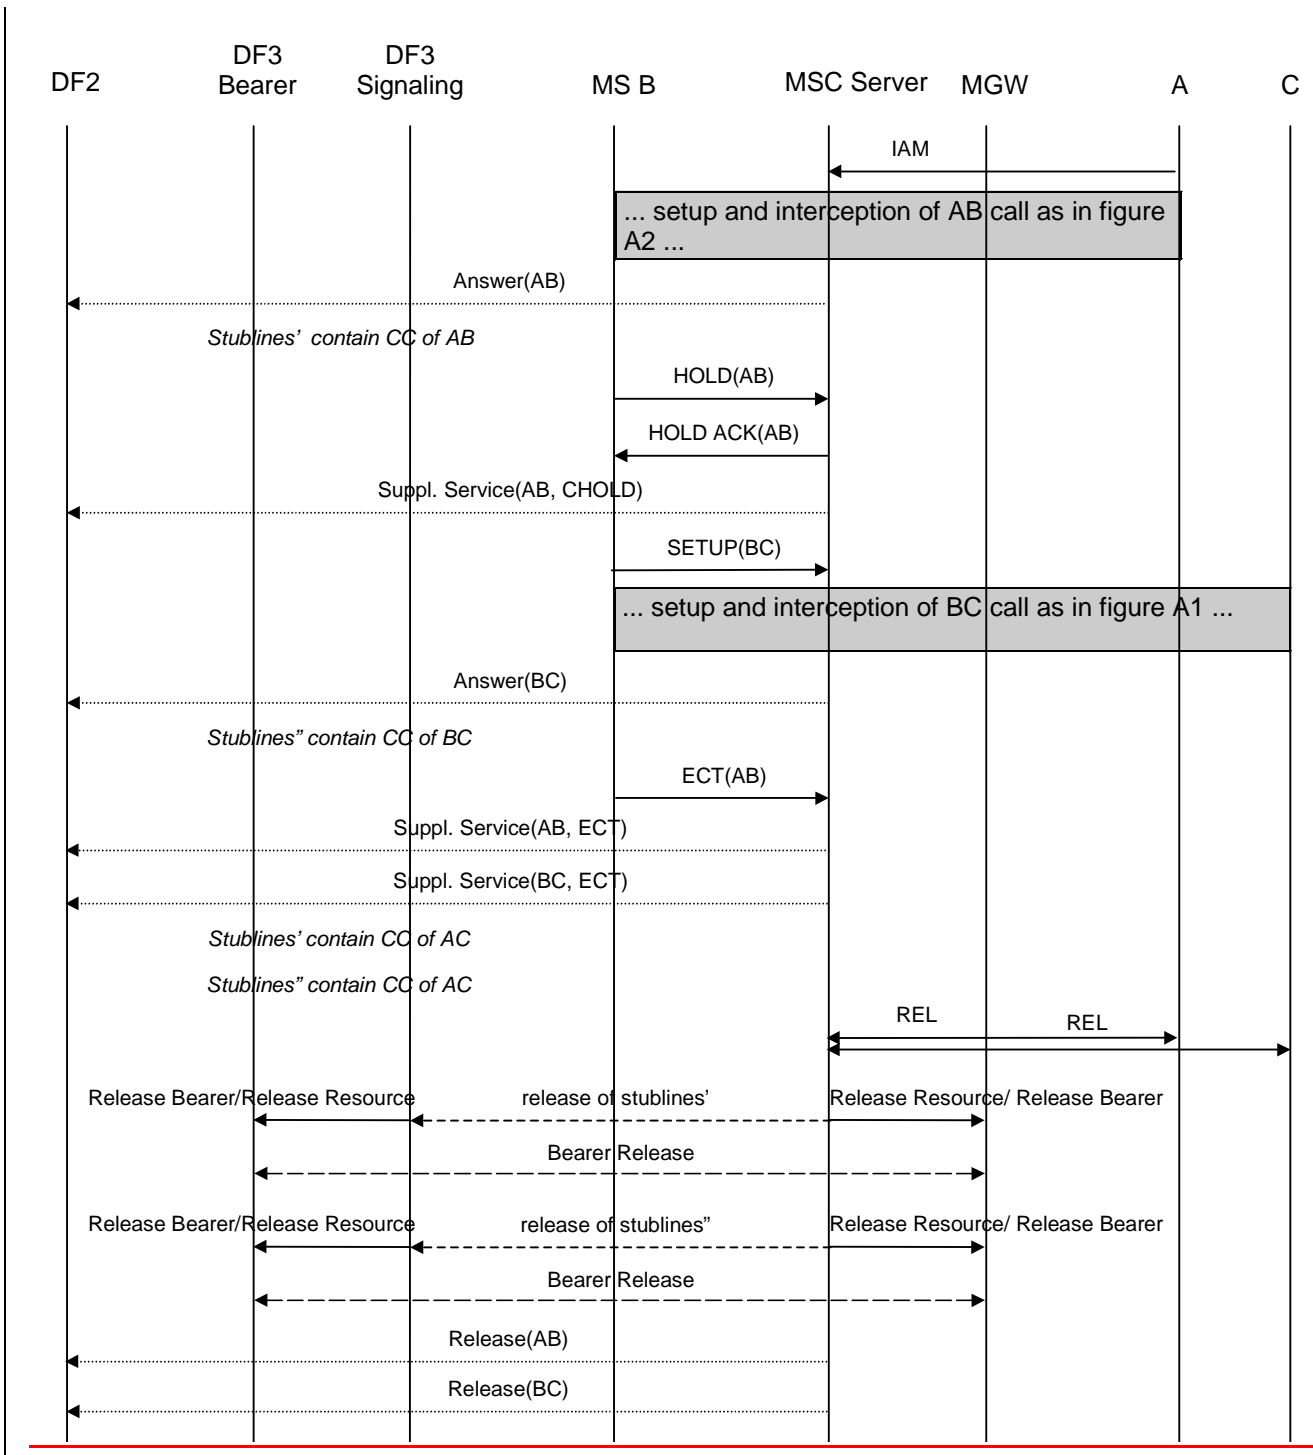 DF2
DF3
Bearer
DF3
Signaling
MS B
MSC Server
MGW
A
C
IAM
... setup and interception of AB call as in figure
A2 ...
Answer(AB)
Stublines’ contain CC of AB
HOLD(AB)
HOLD ACK(AB)
Suppl. Service(AB, CHOLD)
SETUP(BC)
... setup and interception of BC call as in figure A1 ...
Answer(BC)
Stublines” contain CC of BC
ECT(AB)
Suppl. Service(AB, ECT)
Suppl. Service(BC, ECT)
Stublines’ contain CC of AC
Stublines” contain CC of AC
REL
REL
Release Bearer/Release Resource
release of stublines’
Release Resource/ Release Bearer
Bearer Release
Release Bearer/Release Resource
release of stublines”
Release Resource/ Release Bearer
Bearer Release
Release(AB)
Release(BC)